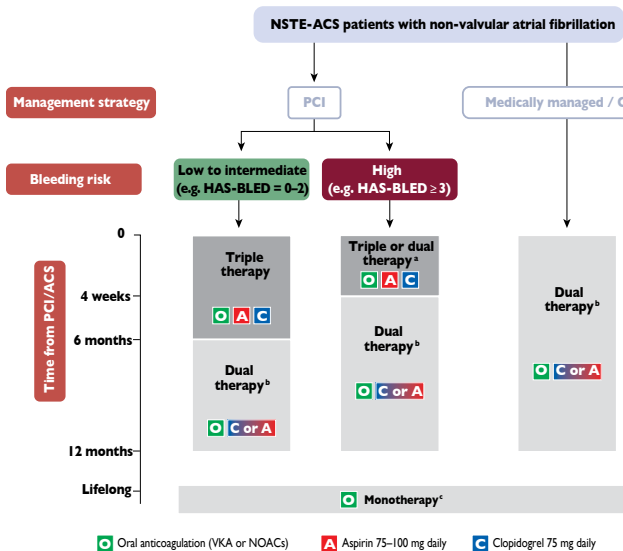 NSTE-ACS patients with non-valvular atrial fibrillation
Management strategy
PCI
Medically managed / C
Bleeding risk
Low to intermediate
(e.g. HAS-BLED = 0–2)
High
(e.g. HAS-BLED ≥ 3)
Time from PCI/ACS
0
4 weeks
6 months
12 months
Lifelong
Triple
therapy
O A C
Dual
therapy b
O C or A
Triple or dual
therapy a
O A C
Dual
therapy b
O C or A
Dual
therapy b
O C or A
O Monotherapy c
O Oral anticoagulation (VKA or NOACs)
A Aspirin 75–100 mg daily
C Clopidogrel 75 mg daily